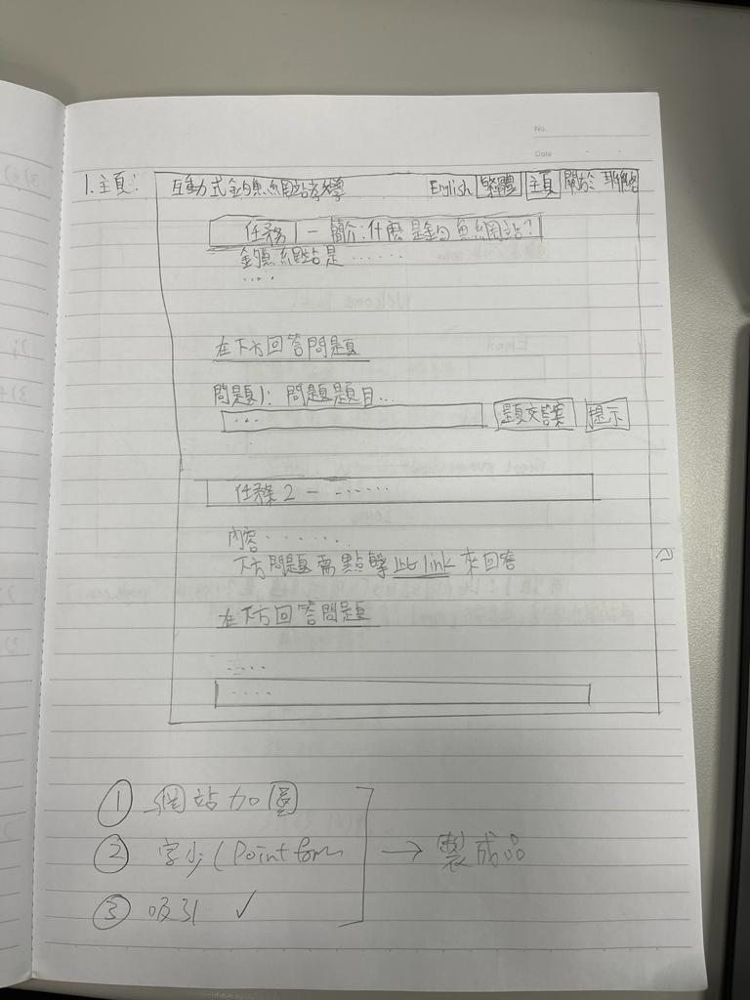 No.
Date
1. 主頁：
互動式釣魚網站教學 English 繁體 主頁 關於 聯絡
任務1 - 簡介：什麼是釣魚網站？
釣魚網站是......
....
在下方回答問題
問題1: 問題題目...
... 提交答案 提示
任務2 - ......
內容.......
下方問題需點擊此link來回答
在下方回答問題
....
....
① 網站加圖
② 字少 (Point form
③ 吸引 ✓
→ 製成品